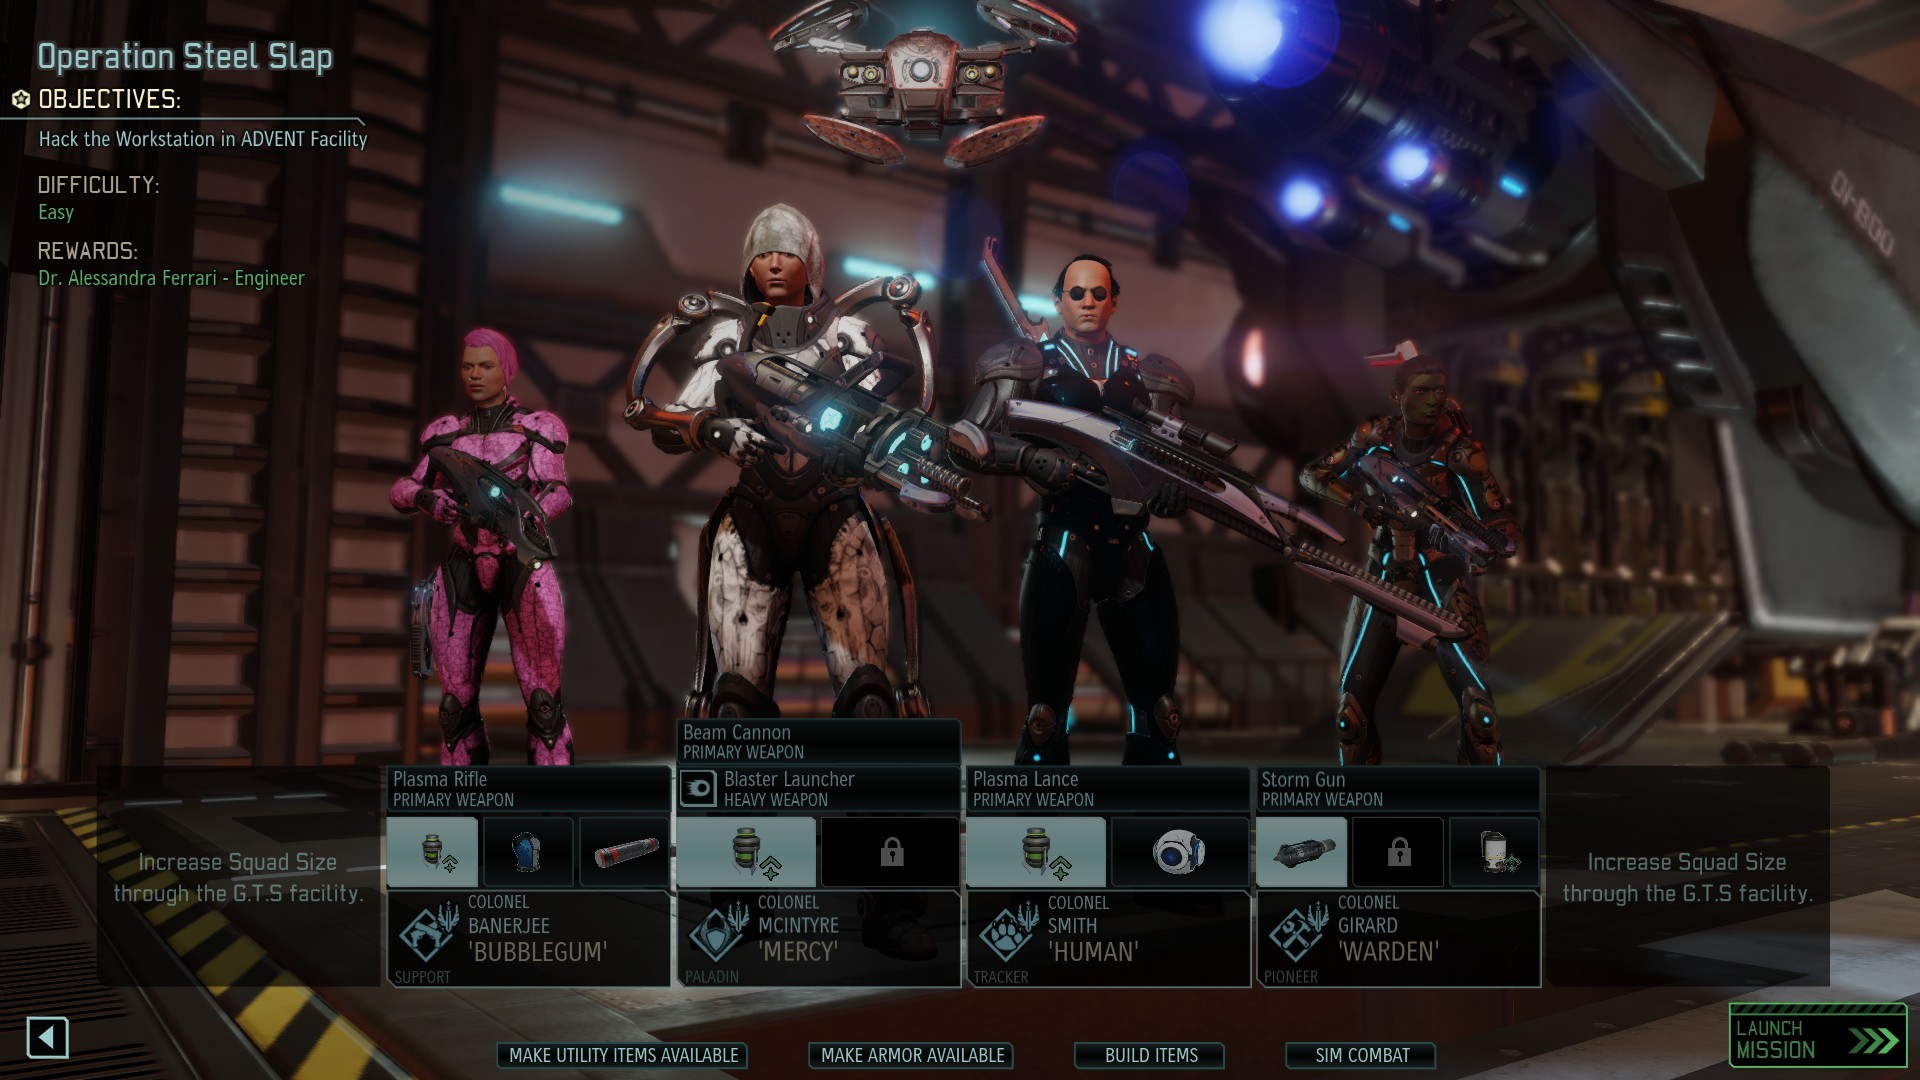 Operation Steel Slap
OBJECTIVES:
Hack the Workstation in ADVENT Facility
DIFFICULTY:
Easy
REWARDS:
Dr. Alessandra Ferrari - Engineer
DI-800
Increase Squad Size
through the G.T.S facility.
Plasma Rifle
PRIMARY WEAPON
COLONEL
BANERJEE
'BUBBLEGUM'
SUPPORT
Beam Cannon
PRIMARY WEAPON
Blaster Launcher
HEAVY WEAPON
COLONEL
MCINTYRE
'MERCY'
PALADIN
Plasma Lance
PRIMARY WEAPON
COLONEL
SMITH
'HUMAN'
TRACKER
Storm Gun
PRIMARY WEAPON
COLONEL
GIRARD
'WARDEN'
PIONEER
Increase Squad Size
through the G.T.S facility.
MAKE UTILITY ITEMS AVAILABLE
MAKE ARMOR AVAILABLE
BUILD ITEMS
SIM COMBAT
LAUNCH
MISSION